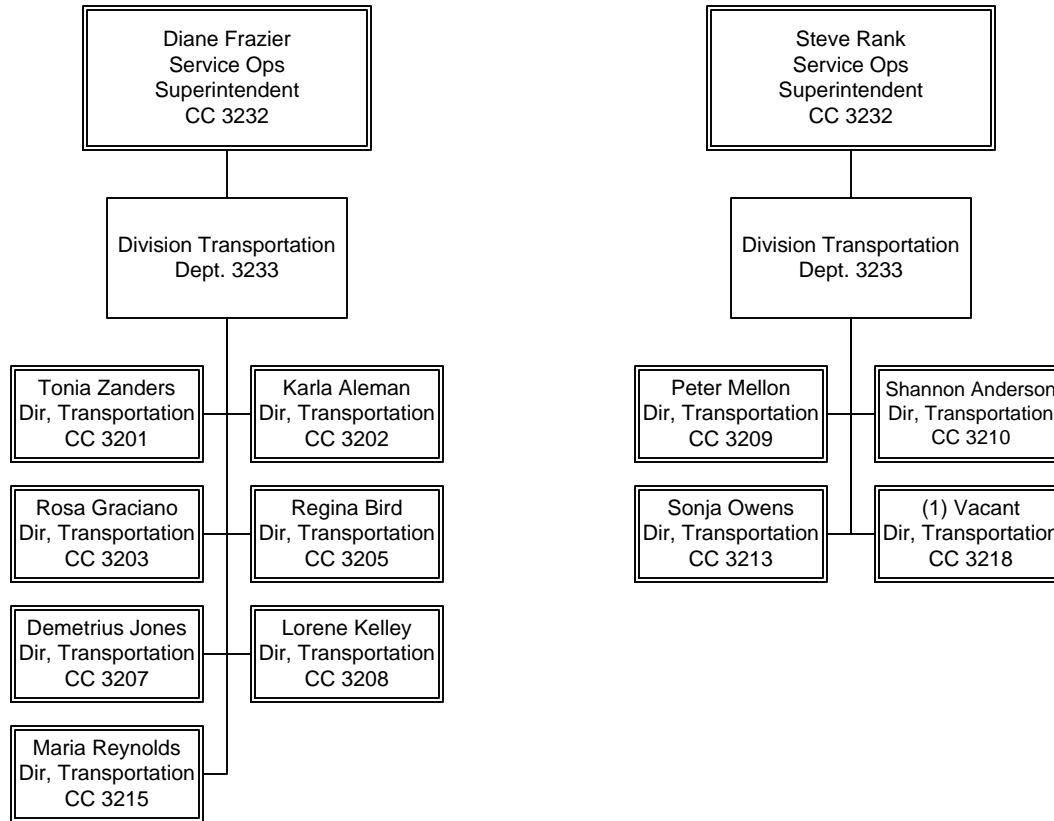 Diane Frazier
Service Ops
Superintendent
CC 3232
Division Transportation
Dept. 3233
Tonia Zanders
Dir, Transportation
CC 3201
Karla Aleman
Dir, Transportation
CC 3202
Rosa Graciano
Dir, Transportation
CC 3203
Regina Bird
Dir, Transportation
CC 3205
Demetrius Jones
Dir, Transportation
CC 3207
Lorene Kelley
Dir, Transportation
CC 3208
Maria Reynolds
Dir, Transportation
CC 3215
Steve Rank
Service Ops
Superintendent
CC 3232
Division Transportation
Dept. 3233
Peter Mellon
Dir, Transportation
CC 3209
Shannon Anderson
Dir, Transportation
CC 3210
Sonja Owens
Dir, Transportation
CC 3213
(1) Vacant
Dir, Transportation
CC 3218